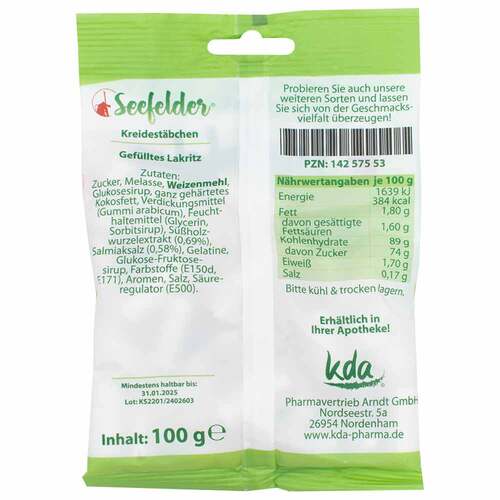 Seefelder®
Kreidestäbchen
Gefülltes Lakritz
Zutaten:
Zucker, Melasse, Weizenmehl,
Glukosesirup, ganz gehärtetes
Kokosfett, Verdickungsmittel
(Gummi arabicum), Feucht-
haltemittel (Glycerin,
Sorbitsirup), Süßholz-
wurzelextrakt (0,69%),
Salmiaksalz (0,58%), Gelatine,
Glukose-Fruktose-
sirup, Farbstoffe (E150d,
E171), Aromen, Salz, Säure-
regulator (E500).
Mindestens haltbar bis:
31.01.2025
Lot: KS2201/2402603
Inhalt: 100 g ℮
Probieren Sie auch unsere
weiteren Sorten und lassen
Sie sich von der Geschmacks-
vielfalt überzeugen!
PZN: 142 575 53
Nährwertangaben je 100 g
Energie 1639 kJ
384 kcal
Fett 1,80 g
davon gesättigte
Fettsäuren 1,60 g
Kohlenhydrate 89 g
davon Zucker 74 g
Eiweiß 1,70 g
Salz 0,17 g
Bitte kühl & trocken lagern.
Erhältlich in
Ihrer Apotheke!
kda
Pharmavertrieb Arndt GmbH
Nordseestr. 5a
26954 Nordenham
www.kda-pharma.de